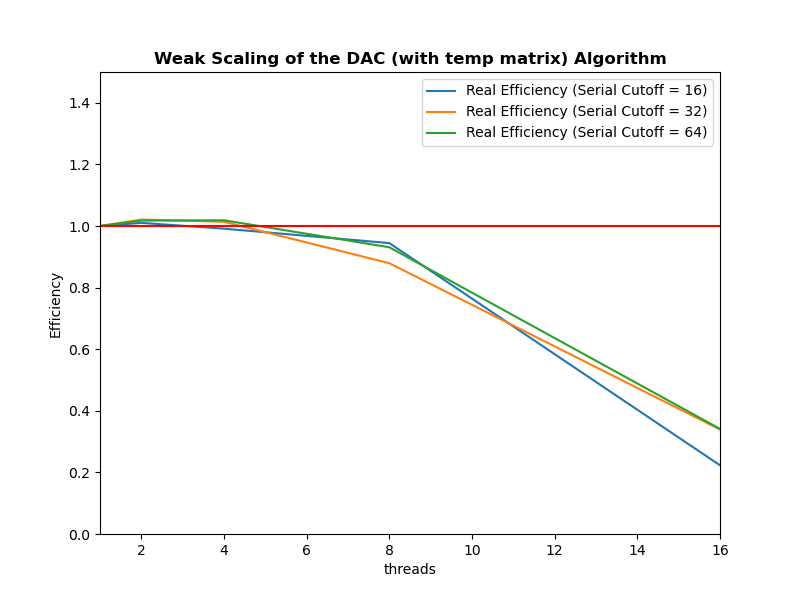 Weak Scaling of the DAC (with temp matrix) Algorithm
Real Efficiency (Serial Cutoff = 16)
Real Efficiency (Serial Cutoff = 32)
Real Efficiency (Serial Cutoff = 64)
1.4
1.2
1.0
0.8
0.6
0.4
0.2
0.0
Efficiency
2 4 6 8 10 12 14 16
threads